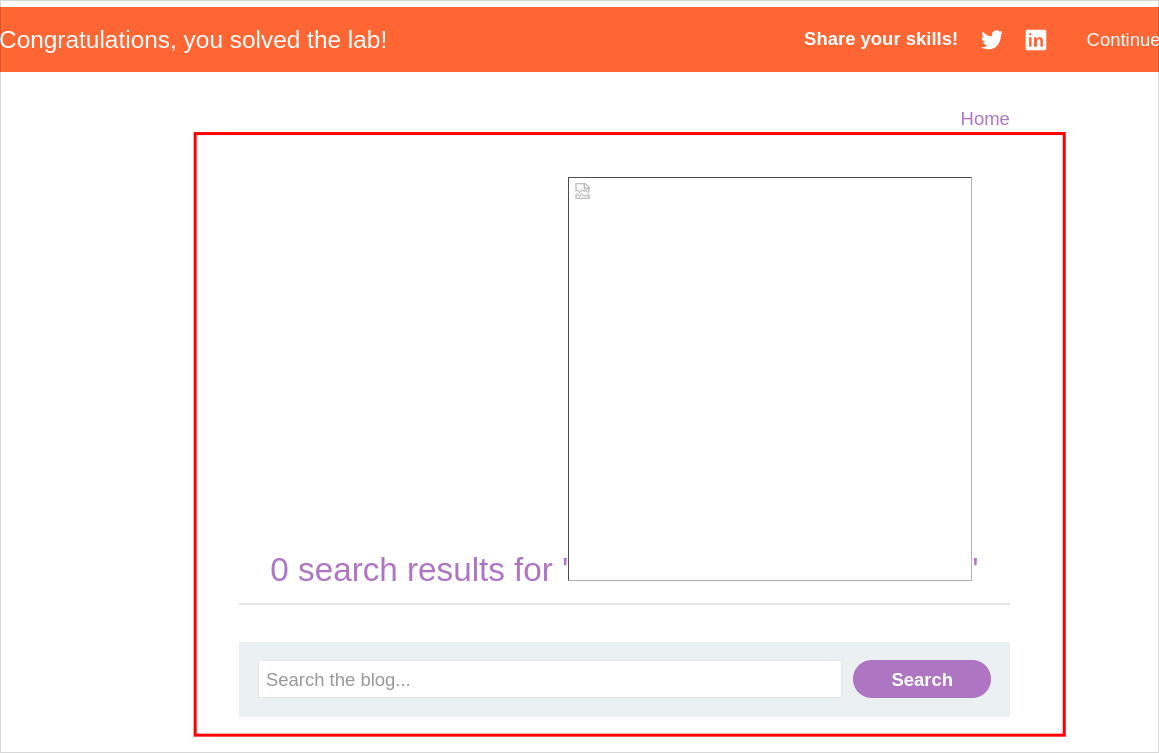 Congratulations, you solved the lab!
Share your skills!
Continue
Home
0 search results for ' '
Search the blog...
Search